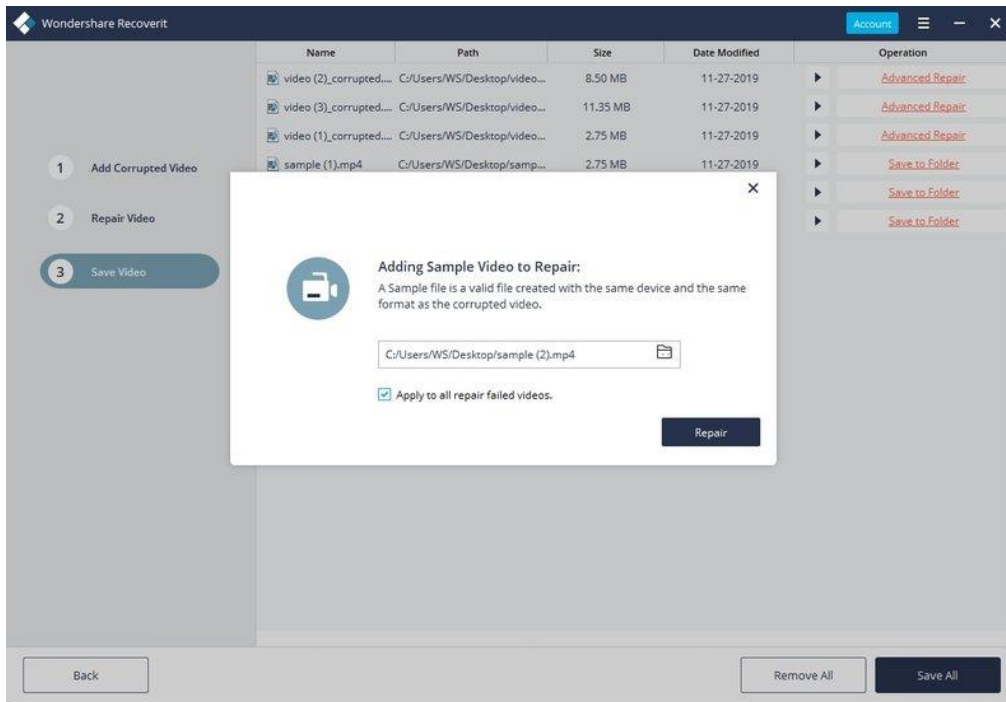 Wondershare Recoverit
Account
Name Path Size Date Modified Operation
video (2)_corrupted.... C:/Users/WS/Desktop/video... 8.50 MB 11-27-2019 Advanced Repair
video (3)_corrupted.... C:/Users/WS/Desktop/video... 11.35 MB 11-27-2019 Advanced Repair
video (1)_corrupted.... C:/Users/WS/Desktop/video... 2.75 MB 11-27-2019 Advanced Repair
sample (1).mp4 C:/Users/WS/Desktop/samp... 2.75 MB 11-27-2019 Save to Folder
Save to Folder
Save to Folder
1 Add Corrupted Video
2 Repair Video
3 Save Video
Adding Sample Video to Repair:
A Sample file is a valid file created with the same device and the same
format as the corrupted video.
C:/Users/WS/Desktop/sample (2).mp4
Apply to all repair failed videos.
Repair
Back
Remove All
Save All